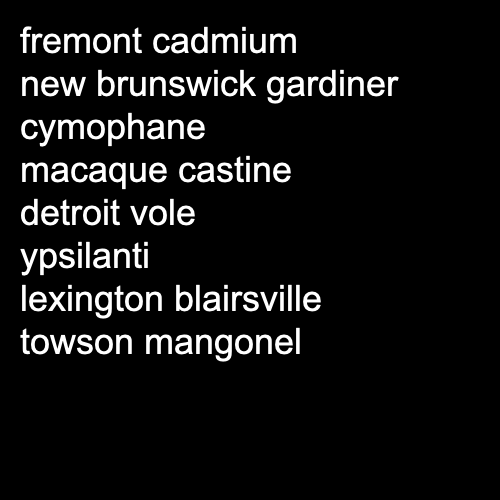 fremont cadmium
new brunswick gardiner
cymophane
macaque castine
detroit vole
ypsilanti
lexington blairsville
towson mangonel